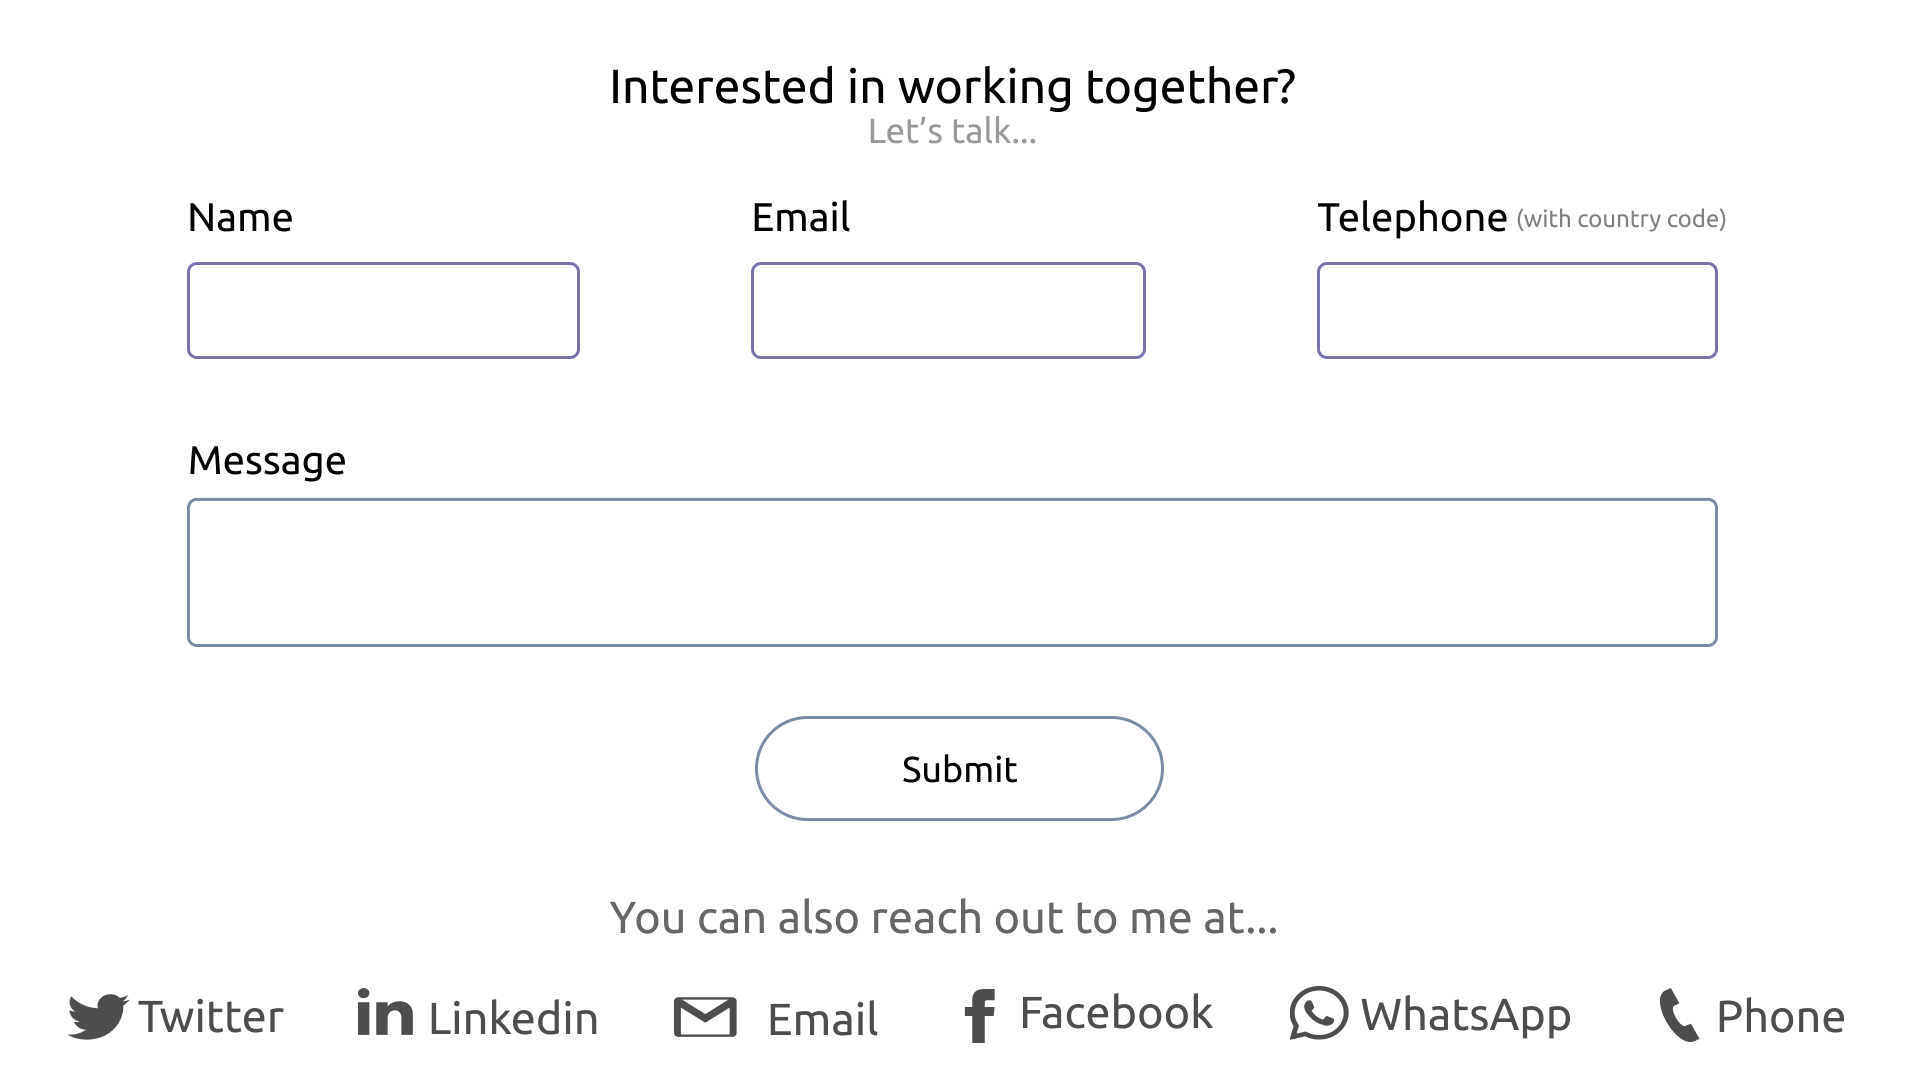 Interested in working together?
Let’s talk...
Name
Email
Telephone (with country code)
Message
Submit
You can also reach out to me at...
Twitter
in Linkedin
Email
f Facebook
WhatsApp
Phone